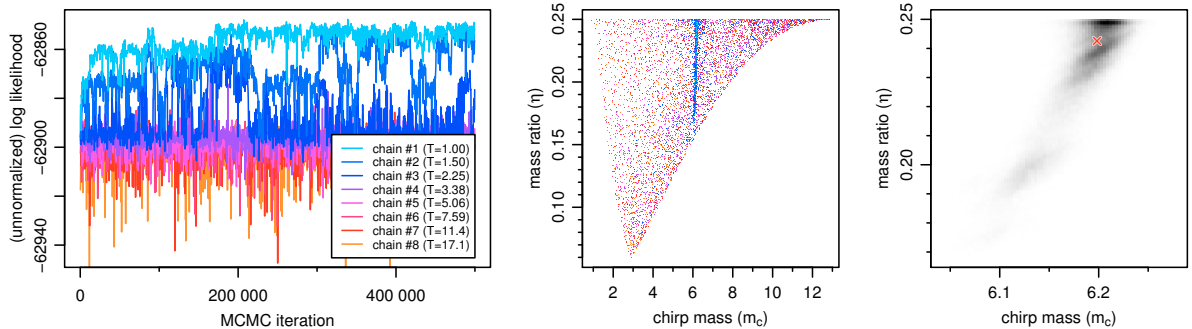 (unnormalized) log likelihood
−62860
−62900
−62940
chain #1 (T=1.00)
chain #2 (T=1.50)
chain #3 (T=2.25)
chain #4 (T=3.38)
chain #5 (T=5.06)
chain #6 (T=7.59)
chain #7 (T=11.4)
chain #8 (T=17.1)
0
200 000
400 000
MCMC iteration
mass ratio (η)
0.25
0.20
0.15
0.10
2
4
6
8
10
12
chirp mass (mc)
mass ratio (η)
0.25
0.20
6.1
6.2
chirp mass (mc)